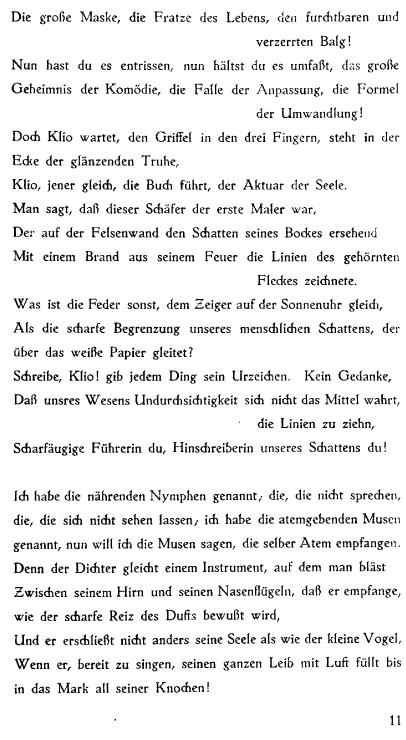 Die große Maske, die Fratze des Lebens, den furchtbaren und
verzerrten Balg!
Nun hast du es entrissen, nun hältst du es umfaßt, das große
Geheimnis der Komödie, die Falle der Anpassung, die Formel
der Umwandlung!
Doch Klio wartet, den Griffel in den drei Fingern, steht in der
Ecke der glänzenden Truhe,
Klio, jener gleich, die Buch führt, der Aktuar der Seele.
Man sagt, daß dieser Schäfer der erste Maler war,
Der auf der Felsenwand den Schatten seines Bockes ersehend
Mit einem Brand aus seinem Feuer die Linien des gehörnten
Fleckes zeichnete.
Was ist die Feder sonst, dem Zeiger auf der Sonnenuhr gleich,
Als die scharfe Begrenzung unseres menschlichen Schattens, der
über das weiße Papier gleitet?
Schreibe, Klio! gib jedem Ding sein Urzeichen. Kein Gedanke,
Daß unsres Wesens Undurchsichtigkeit sich nicht das Mittel wahrt,
die Linien zu ziehn,
Scharfäugige Führerin du, Hinschreiberin unseres Schattens du!
Ich habe die nährenden Nymphen genannt, die, die nicht sprechen,
die, die sich nicht sehen lassen, ich habe die atemgebenden Musen
genannt, nun will ich die Musen sagen, die selber Atem empfangen.
Denn der Dichter gleicht einem Instrument, auf dem man bläst
Zwischen seinem Hirn und seinen Nasenflügeln, daß er empfange,
wie der scharfe Reiz des Dufts bewußt wird,
Und er erschließt nicht anders seine Seele als wie der kleine Vogel,
Wenn er, bereit zu singen, seinen ganzen Leib mit Luft füllt bis
in das Mark all seiner Knochen!
11